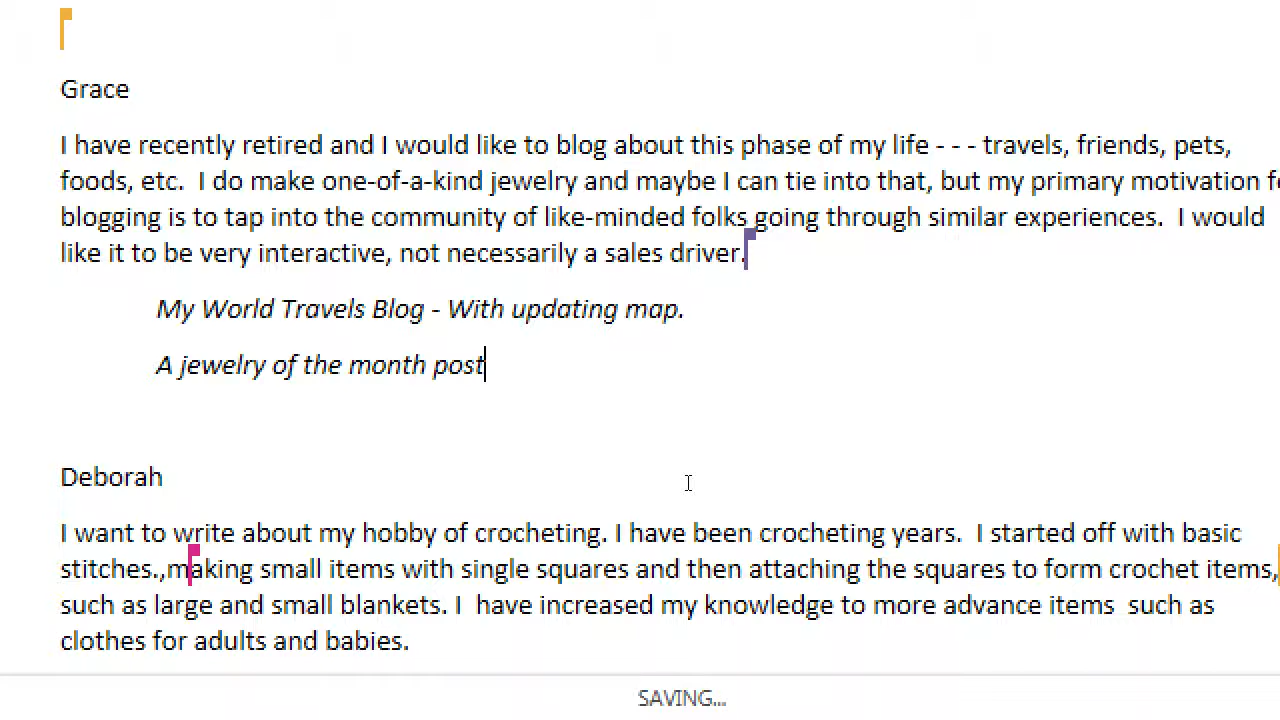 Grace
I have recently retired and I would like to blog about this phase of my life - - - travels, friends, pets,
foods, etc.  I do make one-of-a-kind jewelry and maybe I can tie into that, but my primary motivation
blogging is to tap into the community of like-minded folks going through similar experiences.  I would
like it to be very interactive, not necessarily a sales driver.
My World Travels Blog - With updating map.
A jewelry of the month post
Deborah
I want to write about my hobby of crocheting. I have been crocheting years.  I started off with basic
stitches.,making small items with single squares and then attaching the squares to form crochet items,
such as large and small blankets. I  have increased my knowledge to more advance items  such as
clothes for adults and babies.
SAVING...